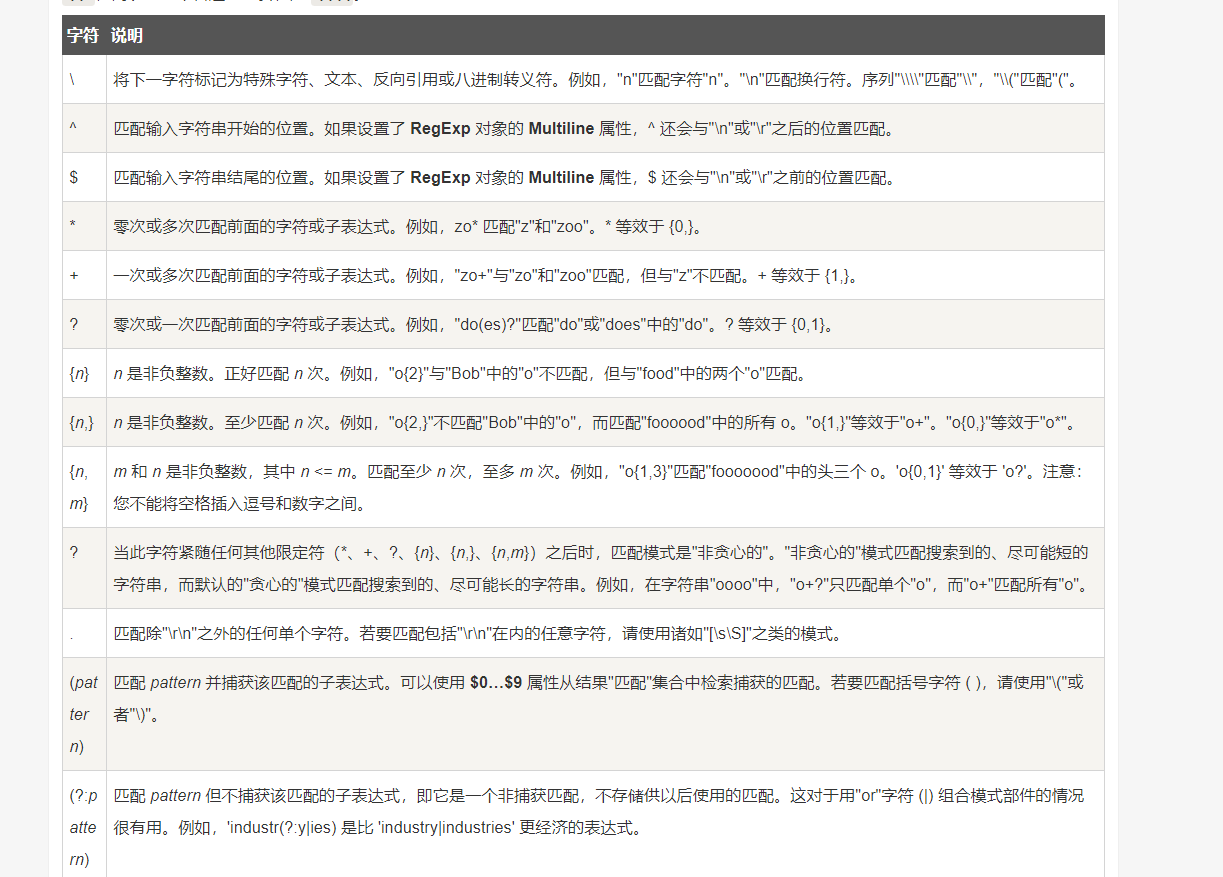 字符 说明
\ 将下一字符标记为特殊字符、文本、反向引用或八进制转义符。例如，"n"匹配字符"n"。"\n"匹配换行符。序列"\\\\"匹配"\\"，"\\("匹配"("。
^ 匹配输入字符串开始的位置。如果设置了 RegExp 对象的 Multiline 属性，^ 还会与"\n"或"\r"之后的位置匹配。
$ 匹配输入字符串结尾的位置。如果设置了 RegExp 对象的 Multiline 属性，$ 还会与"\n"或"\r"之前的位置匹配。
* 零次或多次匹配前面的字符或子表达式。例如，zo* 匹配"z"和"zoo"。* 等效于 {0,}。
+ 一次或多次匹配前面的字符或子表达式。例如，"zo+"与"zo"和"zoo"匹配，但与"z"不匹配。+ 等效于 {1,}。
? 零次或一次匹配前面的字符或子表达式。例如，"do(es)?"匹配"do"或"does"中的"do"。? 等效于 {0,1}。
{n} n 是非负整数。正好匹配 n 次。例如，"o{2}"与"Bob"中的"o"不匹配，但与"food"中的两个"o"匹配。
{n,} n 是非负整数。至少匹配 n 次。例如，"o{2,}"不匹配"Bob"中的"o"，而匹配"foooood"中的所有 o。"o{1,}"等效于"o+"。"o{0,}"等效于"o*"。
{n, m 和 n 是非负整数，其中 n <= m。匹配至少 n 次，至多 m 次。例如，"o{1,3}"匹配"fooooood"中的头三个 o。'o{0,1}' 等效于 'o?'。注意：
m} 您不能将空格插入逗号和数字之间。
? 当此字符紧随任何其他限定符（*、+、?、{n}、{n,}、{n,m}）之后时，匹配模式是"非贪心的"。"非贪心的"模式匹配搜索到的、尽可能短的
字符串，而默认的"贪心的"模式匹配搜索到的、尽可能长的字符串。例如，在字符串"oooo"中，"o+?"只匹配单个"o"，而"o+"匹配所有"o"。
. 匹配除"\r\n"之外的任何单个字符。若要匹配包括"\r\n"在内的任意字符，请使用诸如"[\s\S]"之类的模式。
(pat 匹配 pattern 并捕获该匹配的子表达式。可以使用 $0…$9 属性从结果"匹配"集合中检索捕获的匹配。若要匹配括号字符 ( )，请使用"\("或
ter 者"\)"。
n)
(?:p 匹配 pattern 但不捕获该匹配的子表达式，即它是一个非捕获匹配，不存储供以后使用的匹配。这对于用"or"字符 (|) 组合模式部件的情况
atte 很有用。例如，'industr(?:y|ies) 是比 'industry|industries' 更经济的表达式。
rn)